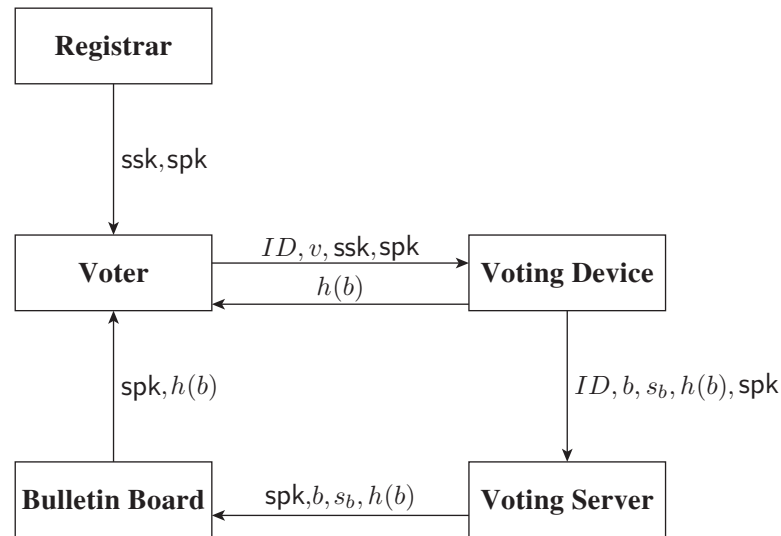 Registrar
ssk,spk
ID, v, ssk, spk
Voter
Voting Device
h(b)
spk, h(b)
ID, b, s_b, h(b), spk
Bulletin Board
spk,b, s_b, h(b)
Voting Server